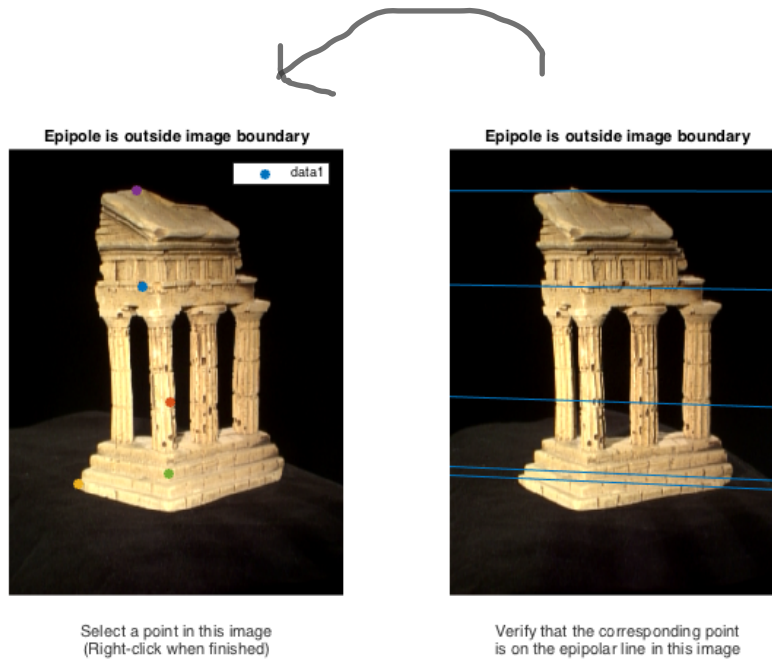 Epipole is outside image boundary
data1
Select a point in this image
(Right-click when finished)
Epipole is outside image boundary
Verify that the corresponding point
is on the epipolar line in this image